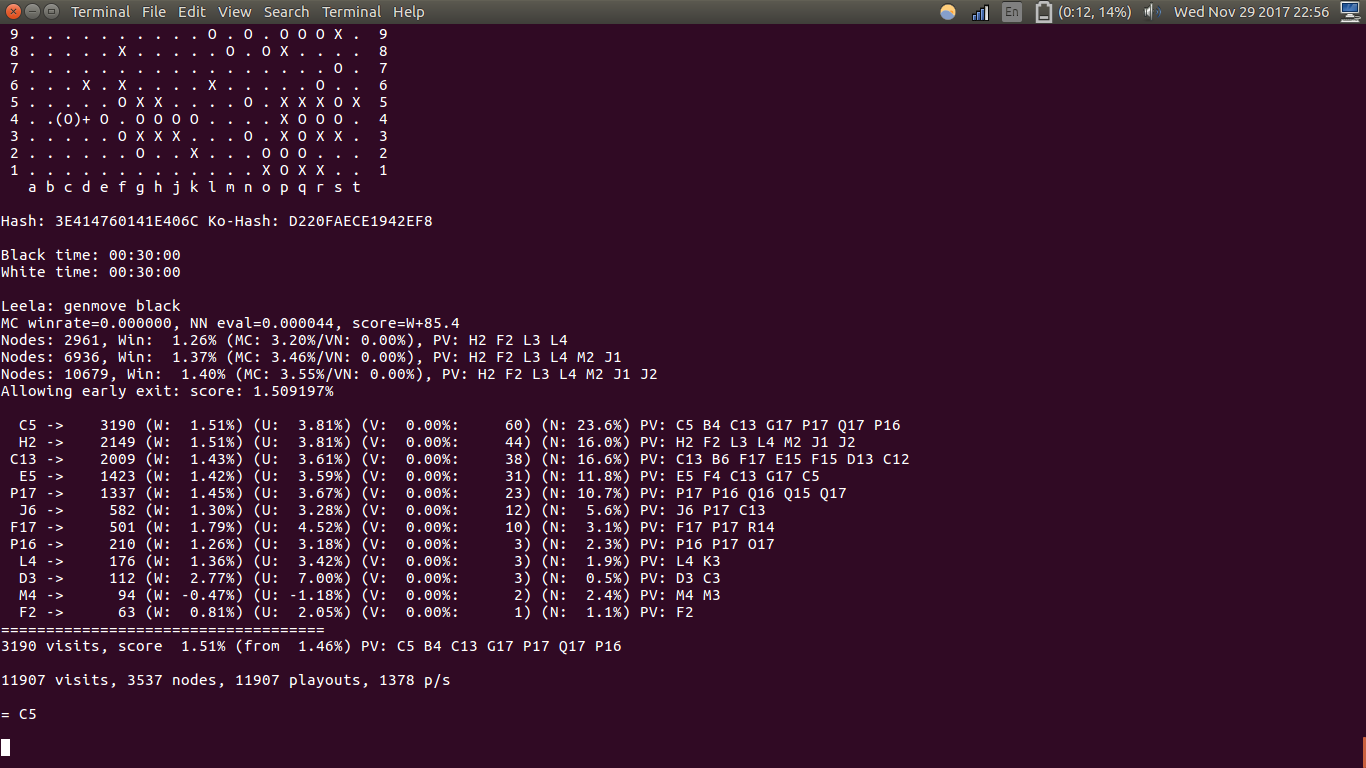 Terminal File Edit View Search Terminal Help En (0:12, 14%) Wed Nov 29 2017 22:56
9 . . . . . . . . . . O . O . O O O X . 9
8 . . . . . X . . . . . O . O X . . . . 8
7 . . . . . . . . . . . . . . . . . O . 7
6 . . . X . X . . . . X . . . . . O . . 6
5 . . . . . O X X . . . . O . X X X O X 5
4 . .(O)+ O . O O O O . . . . X O O O . 4
3 . . . . . O X X X . . . O . X O X X . 3
2 . . . . . . O . . X . . . O O O . . . 2
1 . . . . . . . . . . . . . X O X X . . 1
a b c d e f g h j k l m n o p q r s t
Hash: 3E414760141E406C Ko-Hash: D220FAECE1942EF8
Black time: 00:30:00
White time: 00:30:00
Leela: genmove black
MC winrate=0.000000, NN eval=0.000044, score=W+85.4
Nodes: 2961, Win:  1.26% (MC: 3.20%/VN: 0.00%), PV: H2 F2 L3 L4
Nodes: 6936, Win:  1.37% (MC: 3.46%/VN: 0.00%), PV: H2 F2 L3 L4 M2 J1
Nodes: 10679, Win:  1.40% (MC: 3.55%/VN: 0.00%), PV: H2 F2 L3 L4 M2 J1 J2
Allowing early exit: score: 1.509197%
C5 ->    3190 (W:  1.51%) (U:  3.81%) (V:  0.00%:     60) (N: 23.6%) PV: C5 B4 C13 G17 P17 Q17 P16
H2 ->    2149 (W:  1.51%) (U:  3.81%) (V:  0.00%:     44) (N: 16.0%) PV: H2 F2 L3 L4 M2 J1 J2
C13 ->    2009 (W:  1.43%) (U:  3.61%) (V:  0.00%:     38) (N: 16.6%) PV: C13 B6 F17 E15 F15 D13 C12
E5 ->    1423 (W:  1.42%) (U:  3.59%) (V:  0.00%:     31) (N: 11.8%) PV: E5 F4 C13 G17 C5
P17 ->    1337 (W:  1.45%) (U:  3.67%) (V:  0.00%:     23) (N: 10.7%) PV: P17 P16 Q16 Q15 Q17
J6 ->     582 (W:  1.30%) (U:  3.28%) (V:  0.00%:     12) (N:  5.6%) PV: J6 P17 C13
F17 ->     501 (W:  1.79%) (U:  4.52%) (V:  0.00%:     10) (N:  3.1%) PV: F17 P17 R14
P16 ->     210 (W:  1.26%) (U:  3.18%) (V:  0.00%:      3) (N:  2.3%) PV: P16 P17 O17
L4 ->     176 (W:  1.36%) (U:  3.42%) (V:  0.00%:      3) (N:  1.9%) PV: L4 K3
D3 ->     112 (W:  2.77%) (U:  7.00%) (V:  0.00%:      3) (N:  0.5%) PV: D3 C3
M4 ->      94 (W: -0.47%) (U: -1.18%) (V:  0.00%:      2) (N:  2.4%) PV: M4 M3
F2 ->      63 (W:  0.81%) (U:  2.05%) (V:  0.00%:      1) (N:  1.1%) PV: F2
====================================
3190 visits, score  1.51% (from  1.46%) PV: C5 B4 C13 G17 P17 Q17 P16
11907 visits, 3537 nodes, 11907 playouts, 1378 p/s
= C5